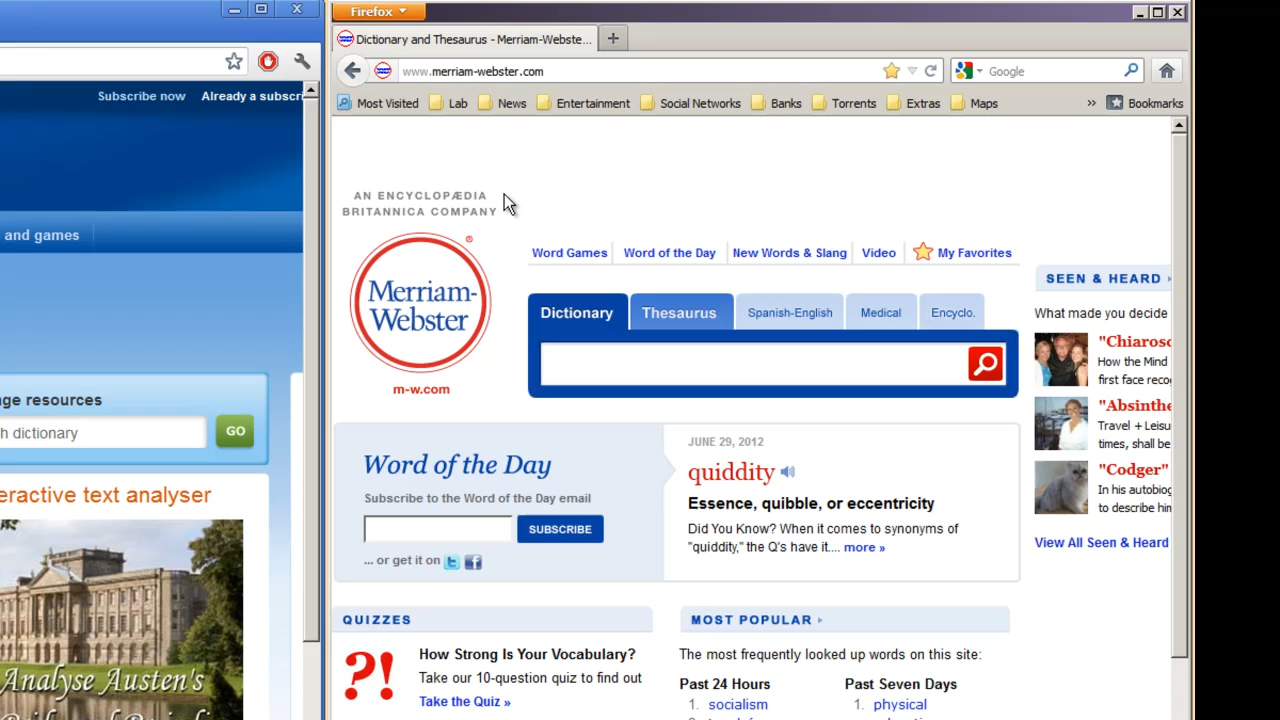 Firefox
Dictionary and Thesaurus - Merriam-Webste...
www.merriam-webster.com
Google
Most Visited Lab News Entertainment Social Networks Banks Torrents Extras Maps » Bookmarks
Subscribe now Already a subscri
and games
age resources
h dictionary GO
eractive text analyser
Analyse Austen's
AN ENCYCLOPÆDIA
BRITANNICA COMPANY
Merriam-
Webster
®
m-w.com
Word Games Word of the Day New Words & Slang Video My Favorites
Dictionary Thesaurus Spanish-English Medical Encyclo.
Word of the Day
Subscribe to the Word of the Day email
SUBSCRIBE
... or get it on
JUNE 29, 2012
quiddity
Essence, quibble, or eccentricity
Did You Know? When it comes to synonyms of
"quiddity," the Q's have it.... more »
SEEN & HEARD
What made you decide
"Chiarosc
How the Mind
first face reco
"Absinthe
Travel + Leisu
times, shall be
"Codger"
In his autobiog
to describe him
View All Seen & Heard
QUIZZES
?!
How Strong Is Your Vocabulary?
Take our 10-question quiz to find out
Take the Quiz »
MOST POPULAR
The most frequently looked up words on this site:
Past 24 Hours Past Seven Days
1. socialism 1. physical